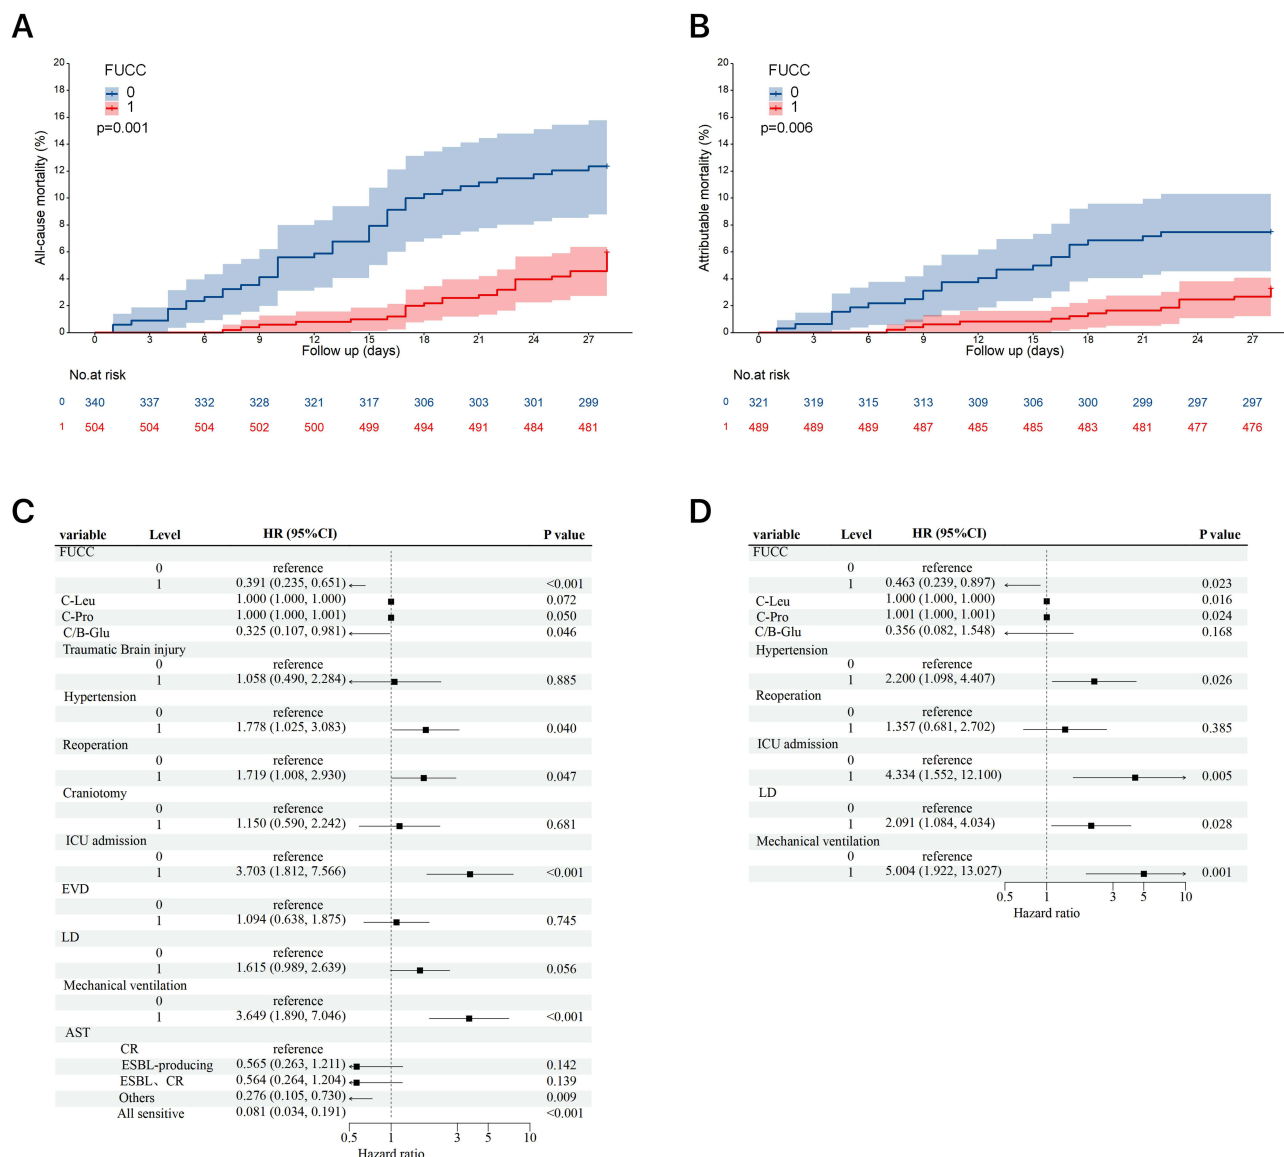 A
20
18
16
14
12
10
8
6
4
2
0
All-cause mortality (%)
FUCC
0
1
p=0.001
0 3 6 9 12 15 18 21 24 27
Follow up (days)
No.at risk
0 340 337 332 328 321 317 306 303 301 299
1 504 504 504 502 500 499 494 491 484 481
B
20
18
16
14
12
10
8
6
4
2
0
Attributable mortality (%)
FUCC
0
1
p=0.006
0 3 6 9 12 15 18 21 24 27
Follow up (days)
No.at risk
0 321 319 315 313 309 306 300 299 297 297
1 489 489 489 487 485 485 483 481 477 476
C
variable Level HR (95%CI) P value
FUCC
0 reference
1 0.391 (0.235, 0.651) <0.001
C-Leu 1.000 (1.000, 1.000) 0.072
C-Pro 1.000 (1.000, 1.001) 0.050
C/B-Glu 0.325 (0.107, 0.981) 0.046
Traumatic Brain injury
0 reference
1 1.058 (0.490, 2.284) 0.885
Hypertension
0 reference
1 1.778 (1.025, 3.083) 0.040
Reoperation
0 reference
1 1.719 (1.008, 2.930) 0.047
Craniotomy
0 reference
1 1.150 (0.590, 2.242) 0.681
ICU admission
0 reference
1 3.703 (1.812, 7.566) <0.001
EVD
0 reference
1 1.094 (0.638, 1.875) 0.745
LD
0 reference
1 1.615 (0.989, 2.639) 0.056
Mechanical ventilation
0 reference
1 3.649 (1.890, 7.046) <0.001
AST
CR reference
ESBL-producing 0.565 (0.263, 1.211) 0.142
ESBL、CR 0.564 (0.264, 1.204) 0.139
Others 0.276 (0.105, 0.730) 0.009
All sensitive 0.081 (0.034, 0.191) <0.001
0.5 1 3 5 10
Hazard ratio
D
variable Level HR (95%CI) P value
FUCC
0 reference
1 0.463 (0.239, 0.897) 0.023
C-Leu 1.000 (1.000, 1.000) 0.016
C-Pro 1.001 (1.000, 1.001) 0.024
C/B-Glu 0.356 (0.082, 1.548) 0.168
Hypertension
0 reference
1 2.200 (1.098, 4.407) 0.026
Reoperation
0 reference
1 1.357 (0.681, 2.702) 0.385
ICU admission
0 reference
1 4.334 (1.552, 12.100) 0.005
LD
0 reference
1 2.091 (1.084, 4.034) 0.028
Mechanical ventilation
0 reference
1 5.004 (1.922, 13.027) 0.001
0.5 1 3 5 10
Hazard ratio